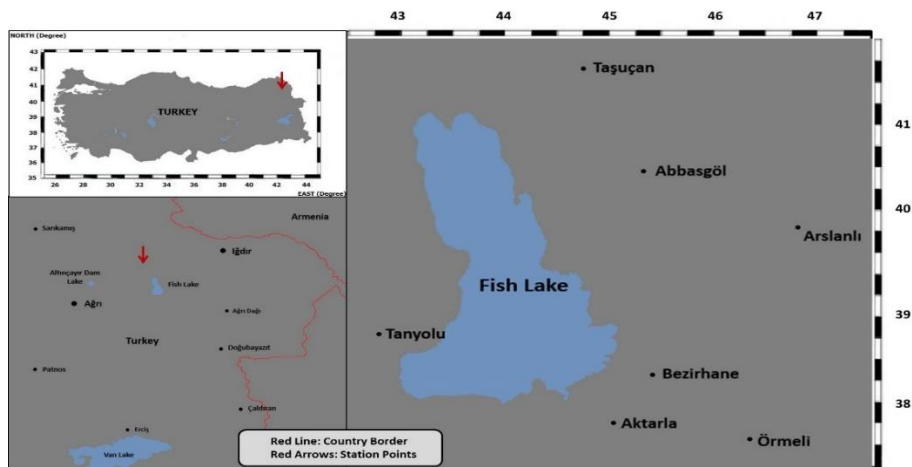 NORTH (Degree)
43
42
41
40
39
38
37
36
35
TURKEY
26 28 30 32 34 36 38 40 42 44
EAST (Degree)
Armenia
Sarıkamış
Iğdır
Altınçayır Dam
Lake
Fish Lake
Ağrı
Ağrı Dağı
Turkey
Doğubayazıt
Patnos
Çaldıran
Erciş
Van Lake
Red Line: Country Border
Red Arrows: Station Points
43 44 45 46 47
Taşuçan
41
Abbasgöl
40
Arslanlı
Fish Lake
39
Tanyolu
Bezirhane
38
Aktarla
Örmeli